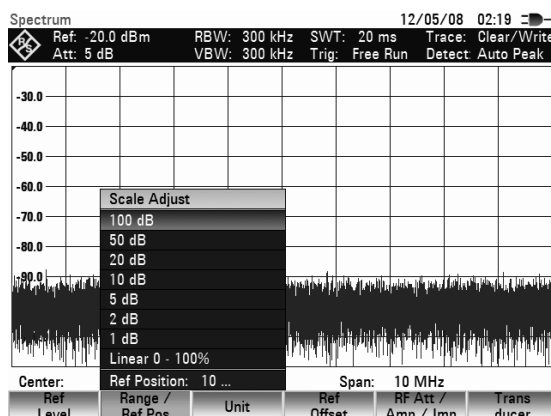 Spectrum 12/05/08 02:19
Ref: -20.0 dBm RBW: 300 kHz SWT: 20 ms Trace: Clear/Write
Att: 5 dB VBW: 300 kHz Trig: Free Run Detect: Auto Peak
-30.0
-40.0
-50.0
-60.0
-70.0
-80.0
-90.0
Scale Adjust
100 dB
50 dB
20 dB
10 dB
5 dB
2 dB
1 dB
Linear 0 - 100%
Ref Position: 10 ...
Center: Span: 10 MHz
Ref Level
Range / Ref Pos
Unit
Ref Offset
RF Att / Amp / Imp
Trans ducer